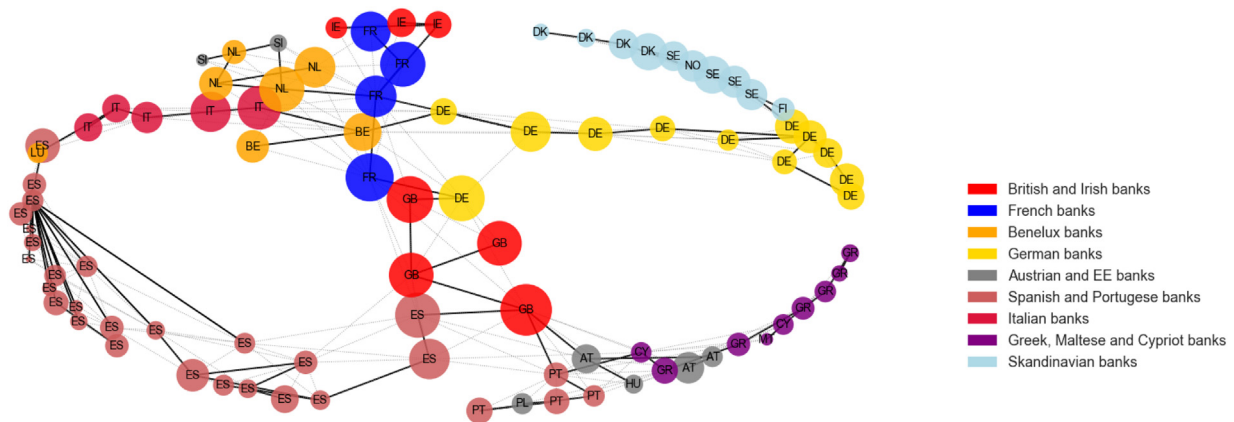 DK
IE
IE
IE
FR
DK
DK
DK
SI
NL
SI
SE
NO
FR
NL
SE
SE
NL
NL
SE
FR
FI
IT
IT
IT
IT
DE
IT
BE
DE
DE
DE
DE
DE
DE
BE
ES
LU
DE
DE
FR
DE
ES
ES
GB
DE
DE
British and Irish banks
ES
French banks
ES
Benelux banks
ES
GB
GR
German banks
ES
ES
GB
GR
Austrian and EE banks
ES
ES
GR
Spanish and Portugese banks
ES
ES
GB
GR
ES
ES
ES
CY
Italian banks
ES
ES
ES
GR
MT
Greek, Maltese and Cypriot banks
ES
ES
AT
CY
AT
Skandinavian banks
ES
ES
ES
PT
GR
AT
ES
HU
ES
ES
PT
PL
PT
PT